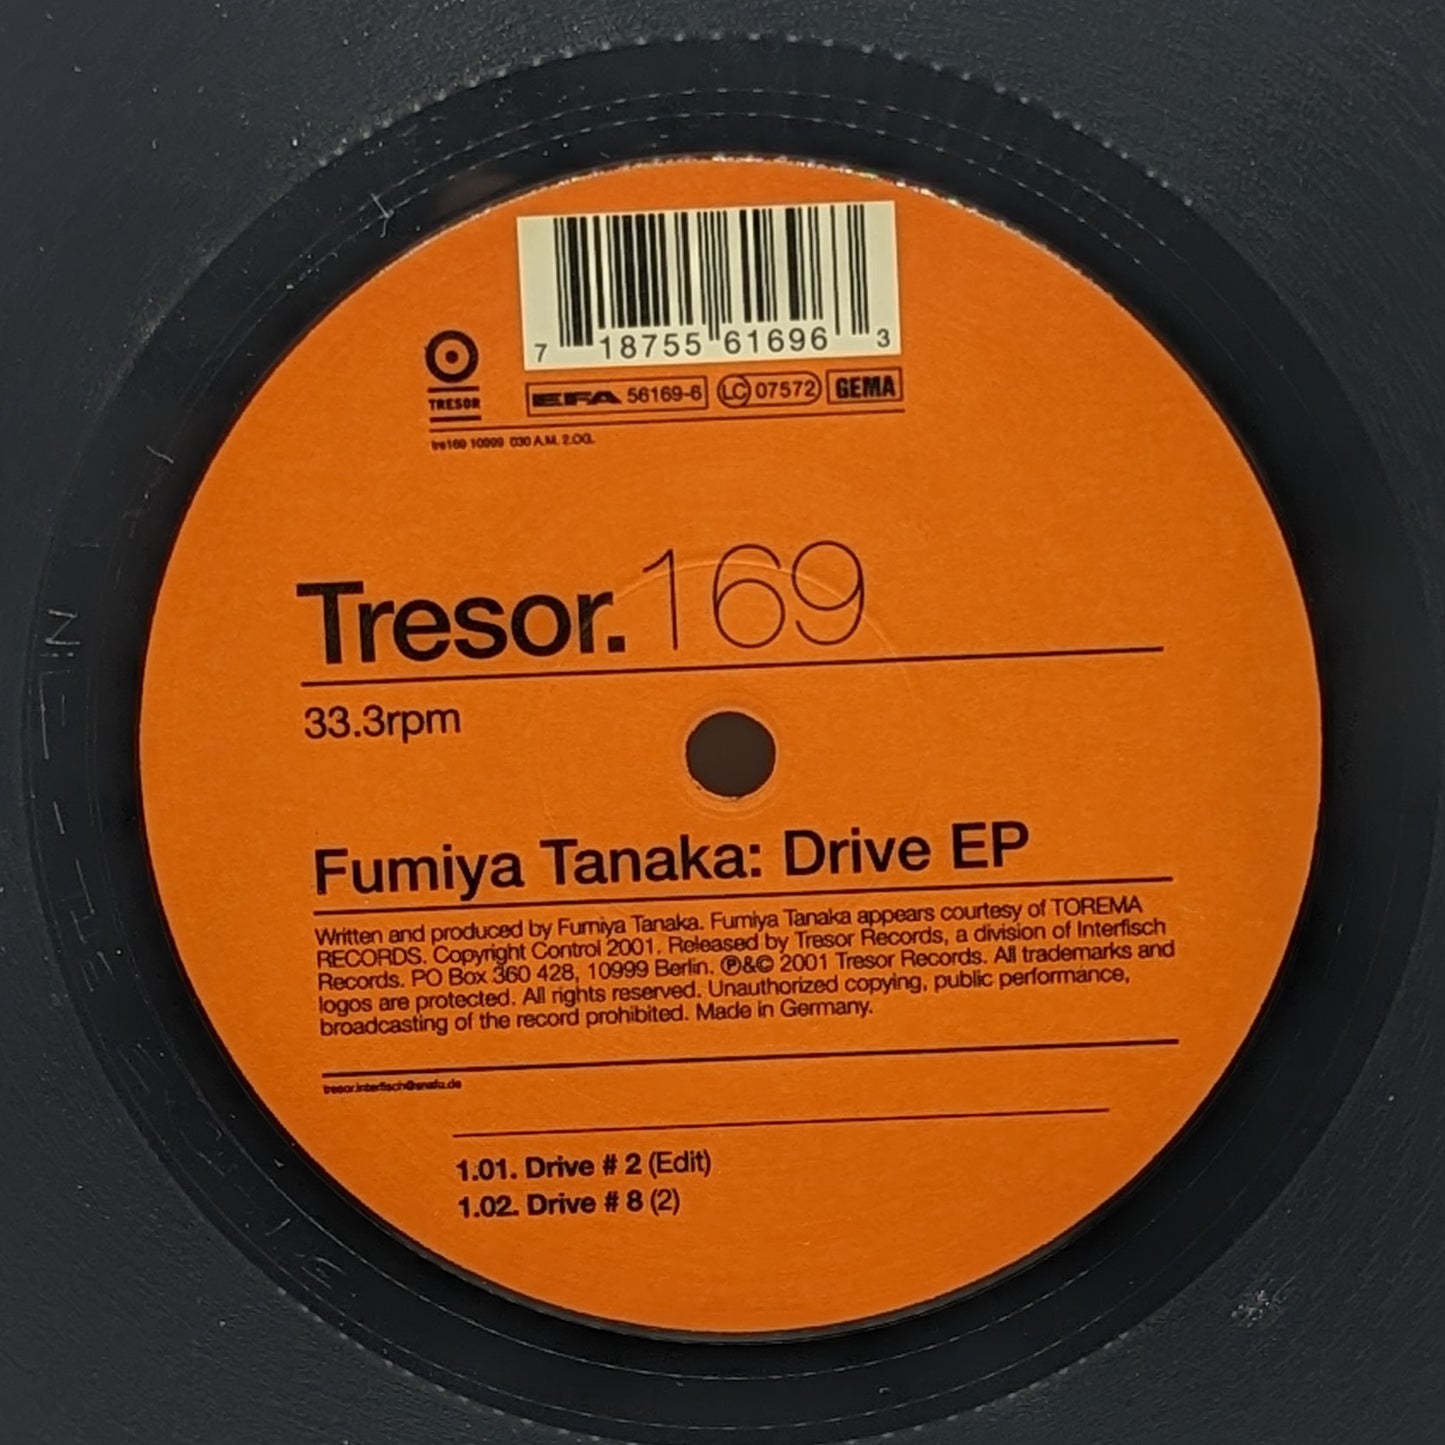 7 18755 61696 3
TRESOR
EFA 56169-6 LC 07572 GEMA
tre169 10999 030 A.M. 2.OG.
Tresor.169
33.3rpm
Fumiya Tanaka: Drive EP
Written and produced by Fumiya Tanaka. Fumiya Tanaka appears courtesy of TOREMA
RECORDS. Copyright Control 2001. Released by Tresor Records, a division of Interfisch
Records. PO Box 360 428, 10999 Berlin. ℗&© 2001 Tresor Records. All trademarks and
logos are protected. All rights reserved. Unauthorized copying, public performance,
broadcasting of the record prohibited. Made in Germany.
tresor.interfisch@snafu.de
1.01. Drive # 2 (Edit)
1.02. Drive # 8 (2)